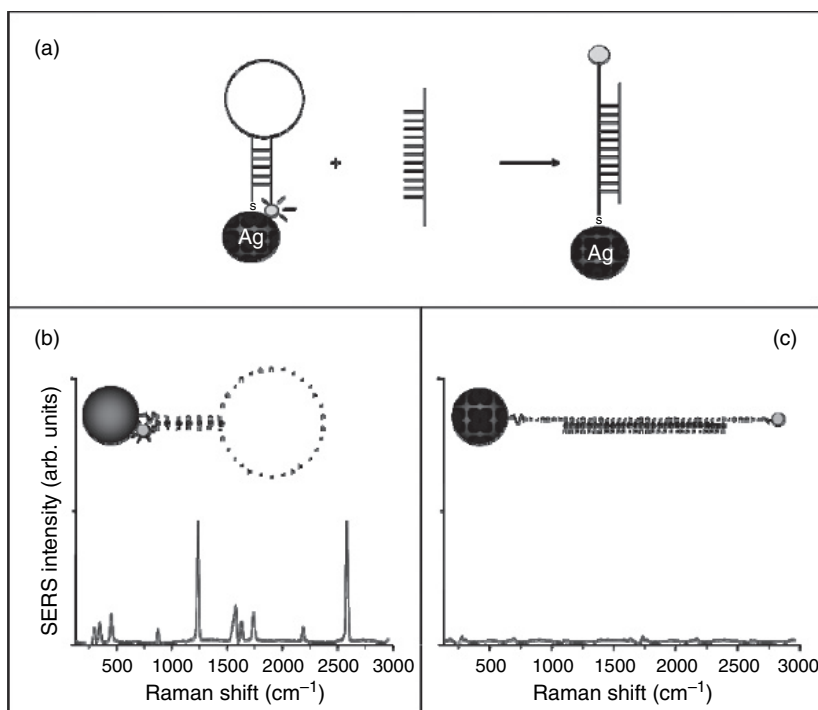 (a)
+
s
Ag
s
Ag
(b)
SERS intensity (arb. units)
500 1000 1500 2000 2500 3000
Raman shift (cm⁻¹)
(c)
500 1000 1500 2000 2500 3000
Raman shift (cm⁻¹)